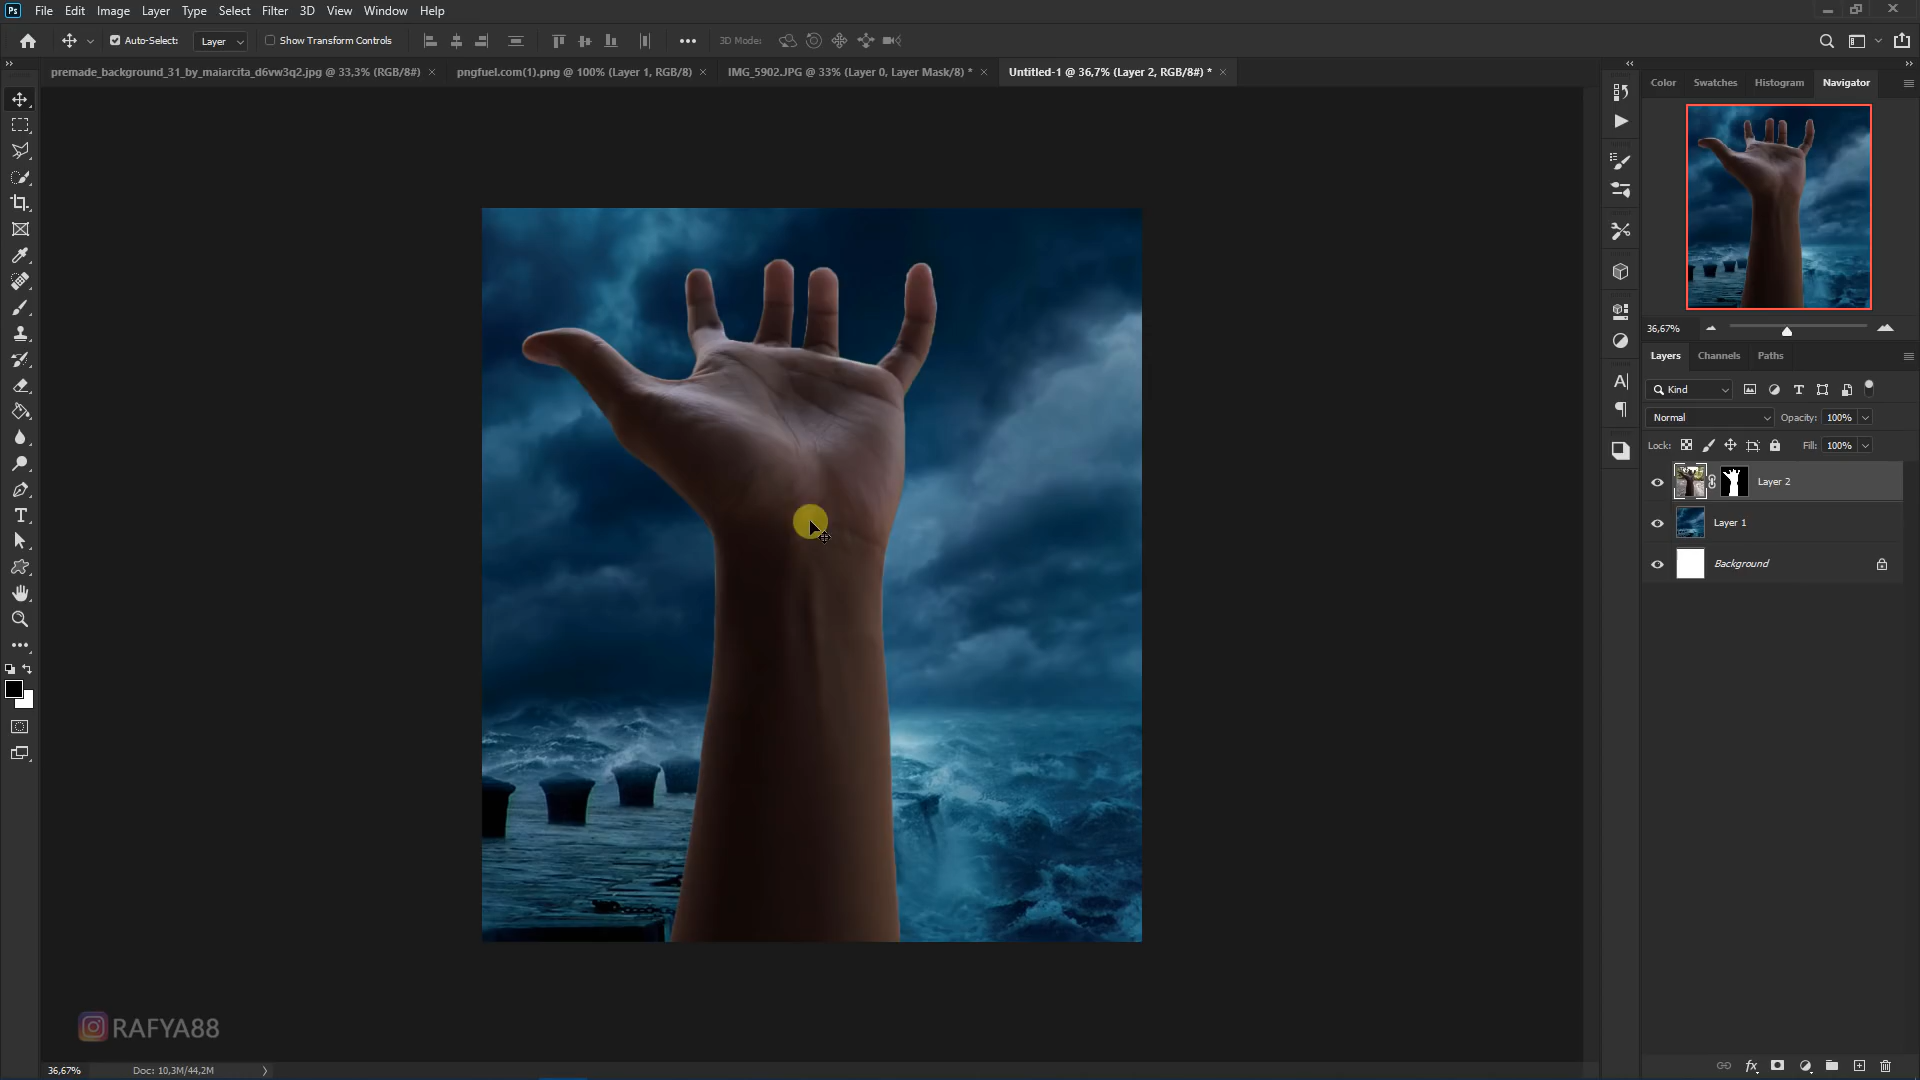 Ps File Edit Image Layer Type Select Filter 3D View Window Help
Auto-Select: Layer Show Transform Controls 3D Mode:
premade_background_31_by_maiarcita_d6vw3q2.jpg @ 33,3% (RGB/8#) × pngfuel.com(1).png @ 100% (Layer 1, RGB/8) × IMG_5902.JPG @ 33% (Layer 0, Layer Mask/8) * × Untitled-1 @ 36,7% (Layer 2, RGB/8#) * ×
Color Swatches Histogram Navigator
36,67%
Layers Channels Paths
Kind
Normal Opacity: 100%
Lock: Fill: 100%
Layer 2
Layer 1
Background
RAFYA88
36,67% Doc: 10,3M/44,2M